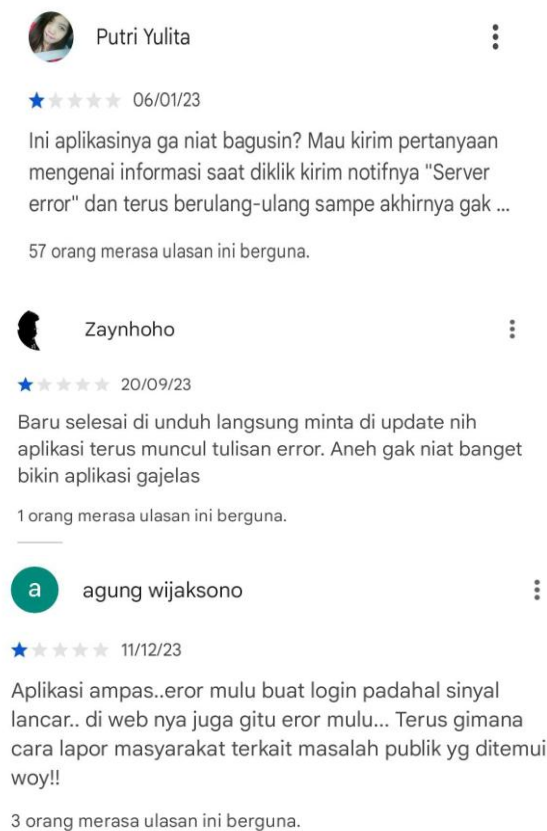 Putri Yulita
06/01/23
Ini aplikasinya ga niat bagusin? Mau kirim pertanyaan
mengenai informasi saat diklik kirim notifnya "Server
error" dan terus berulang-ulang sampe akhirnya gak ...
57 orang merasa ulasan ini berguna.
Zaynhoho
20/09/23
Baru selesai di unduh langsung minta di update nih
aplikasi terus muncul tulisan error. Aneh gak niat banget
bikin aplikasi gajelas
1 orang merasa ulasan ini berguna.
a
agung wijaksono
11/12/23
Aplikasi ampas..eror mulu buat login padahal sinyal
lancar.. di web nya juga gitu eror mulu... Terus gimana
cara lapor masyarakat terkait masalah publik yg ditemui
woy!!
3 orang merasa ulasan ini berguna.